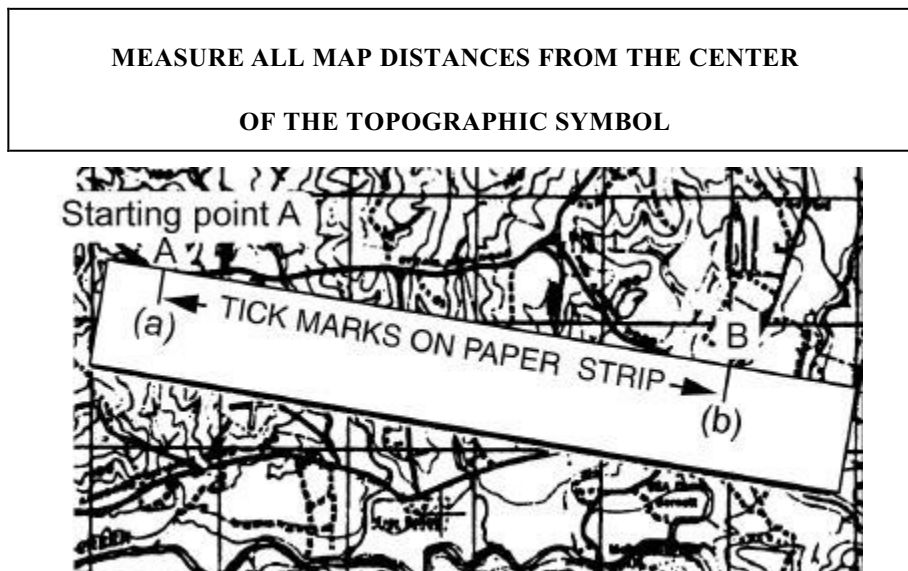 MEASURE ALL MAP DISTANCES FROM THE CENTER
OF THE TOPOGRAPHIC SYMBOL
Starting point A
A
(a)
TICK MARKS ON PAPER STRIP
B
(b)